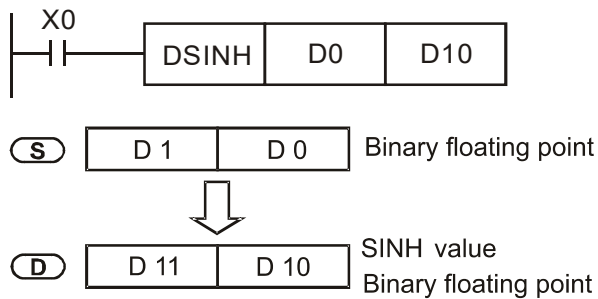 X0
DSINH D0 D10
S D 1 D 0 Binary floating point
D D 11 D 10 SINH value
Binary floating point